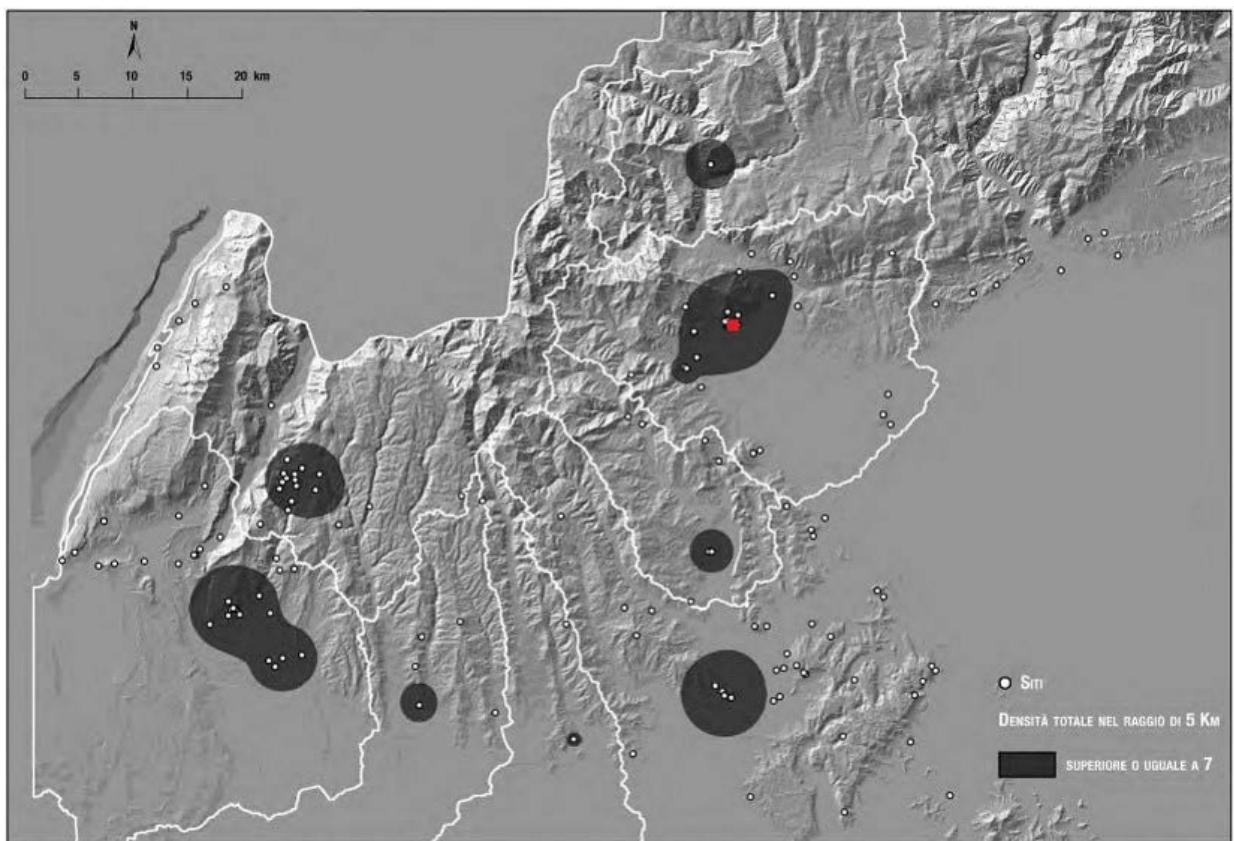 N
0 5 10 15 20 km
SITI
DENSITÀ TOTALE NEL RAGGIO DI 5 KM
SUPERIORE O UGUALE A 7